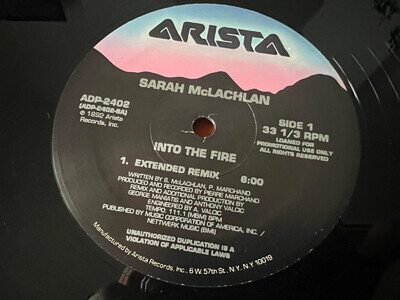 ARISTA
SARAH McLACHLAN
ADP-2402
(ADP-2402-SA)
℗ 1992 Arista
Records, Inc.
SIDE 1
33 1/3 RPM
LOANED FOR
PROMOTIONAL USE ONLY
ALL RIGHTS RESERVED
INTO THE FIRE
1. EXTENDED REMIX 6:00
WRITTEN BY S. McLACHLAN, P. MARCHAND
PRODUCED AND RECORDED BY PIERRE MARCHAND
REMIX AND ADDITIONAL PRODUCTION BY
GEORGE MANIATIS AND ANTHONY VALCIC
ENGINEERED BY A. VALCIC
TEMPO: 111.1 (MBM) BPM
PUBLISHED BY MUSIC CORPORATION OF AMERICA, INC. /
NETTWERK MUSIC (BMI)
UNAUTHORIZED DUPLICATION IS A
VIOLATION OF APPLICABLE LAWS
Manufactured by Arista Records, Inc., 6 W. 57th St., N.Y., N.Y. 10019